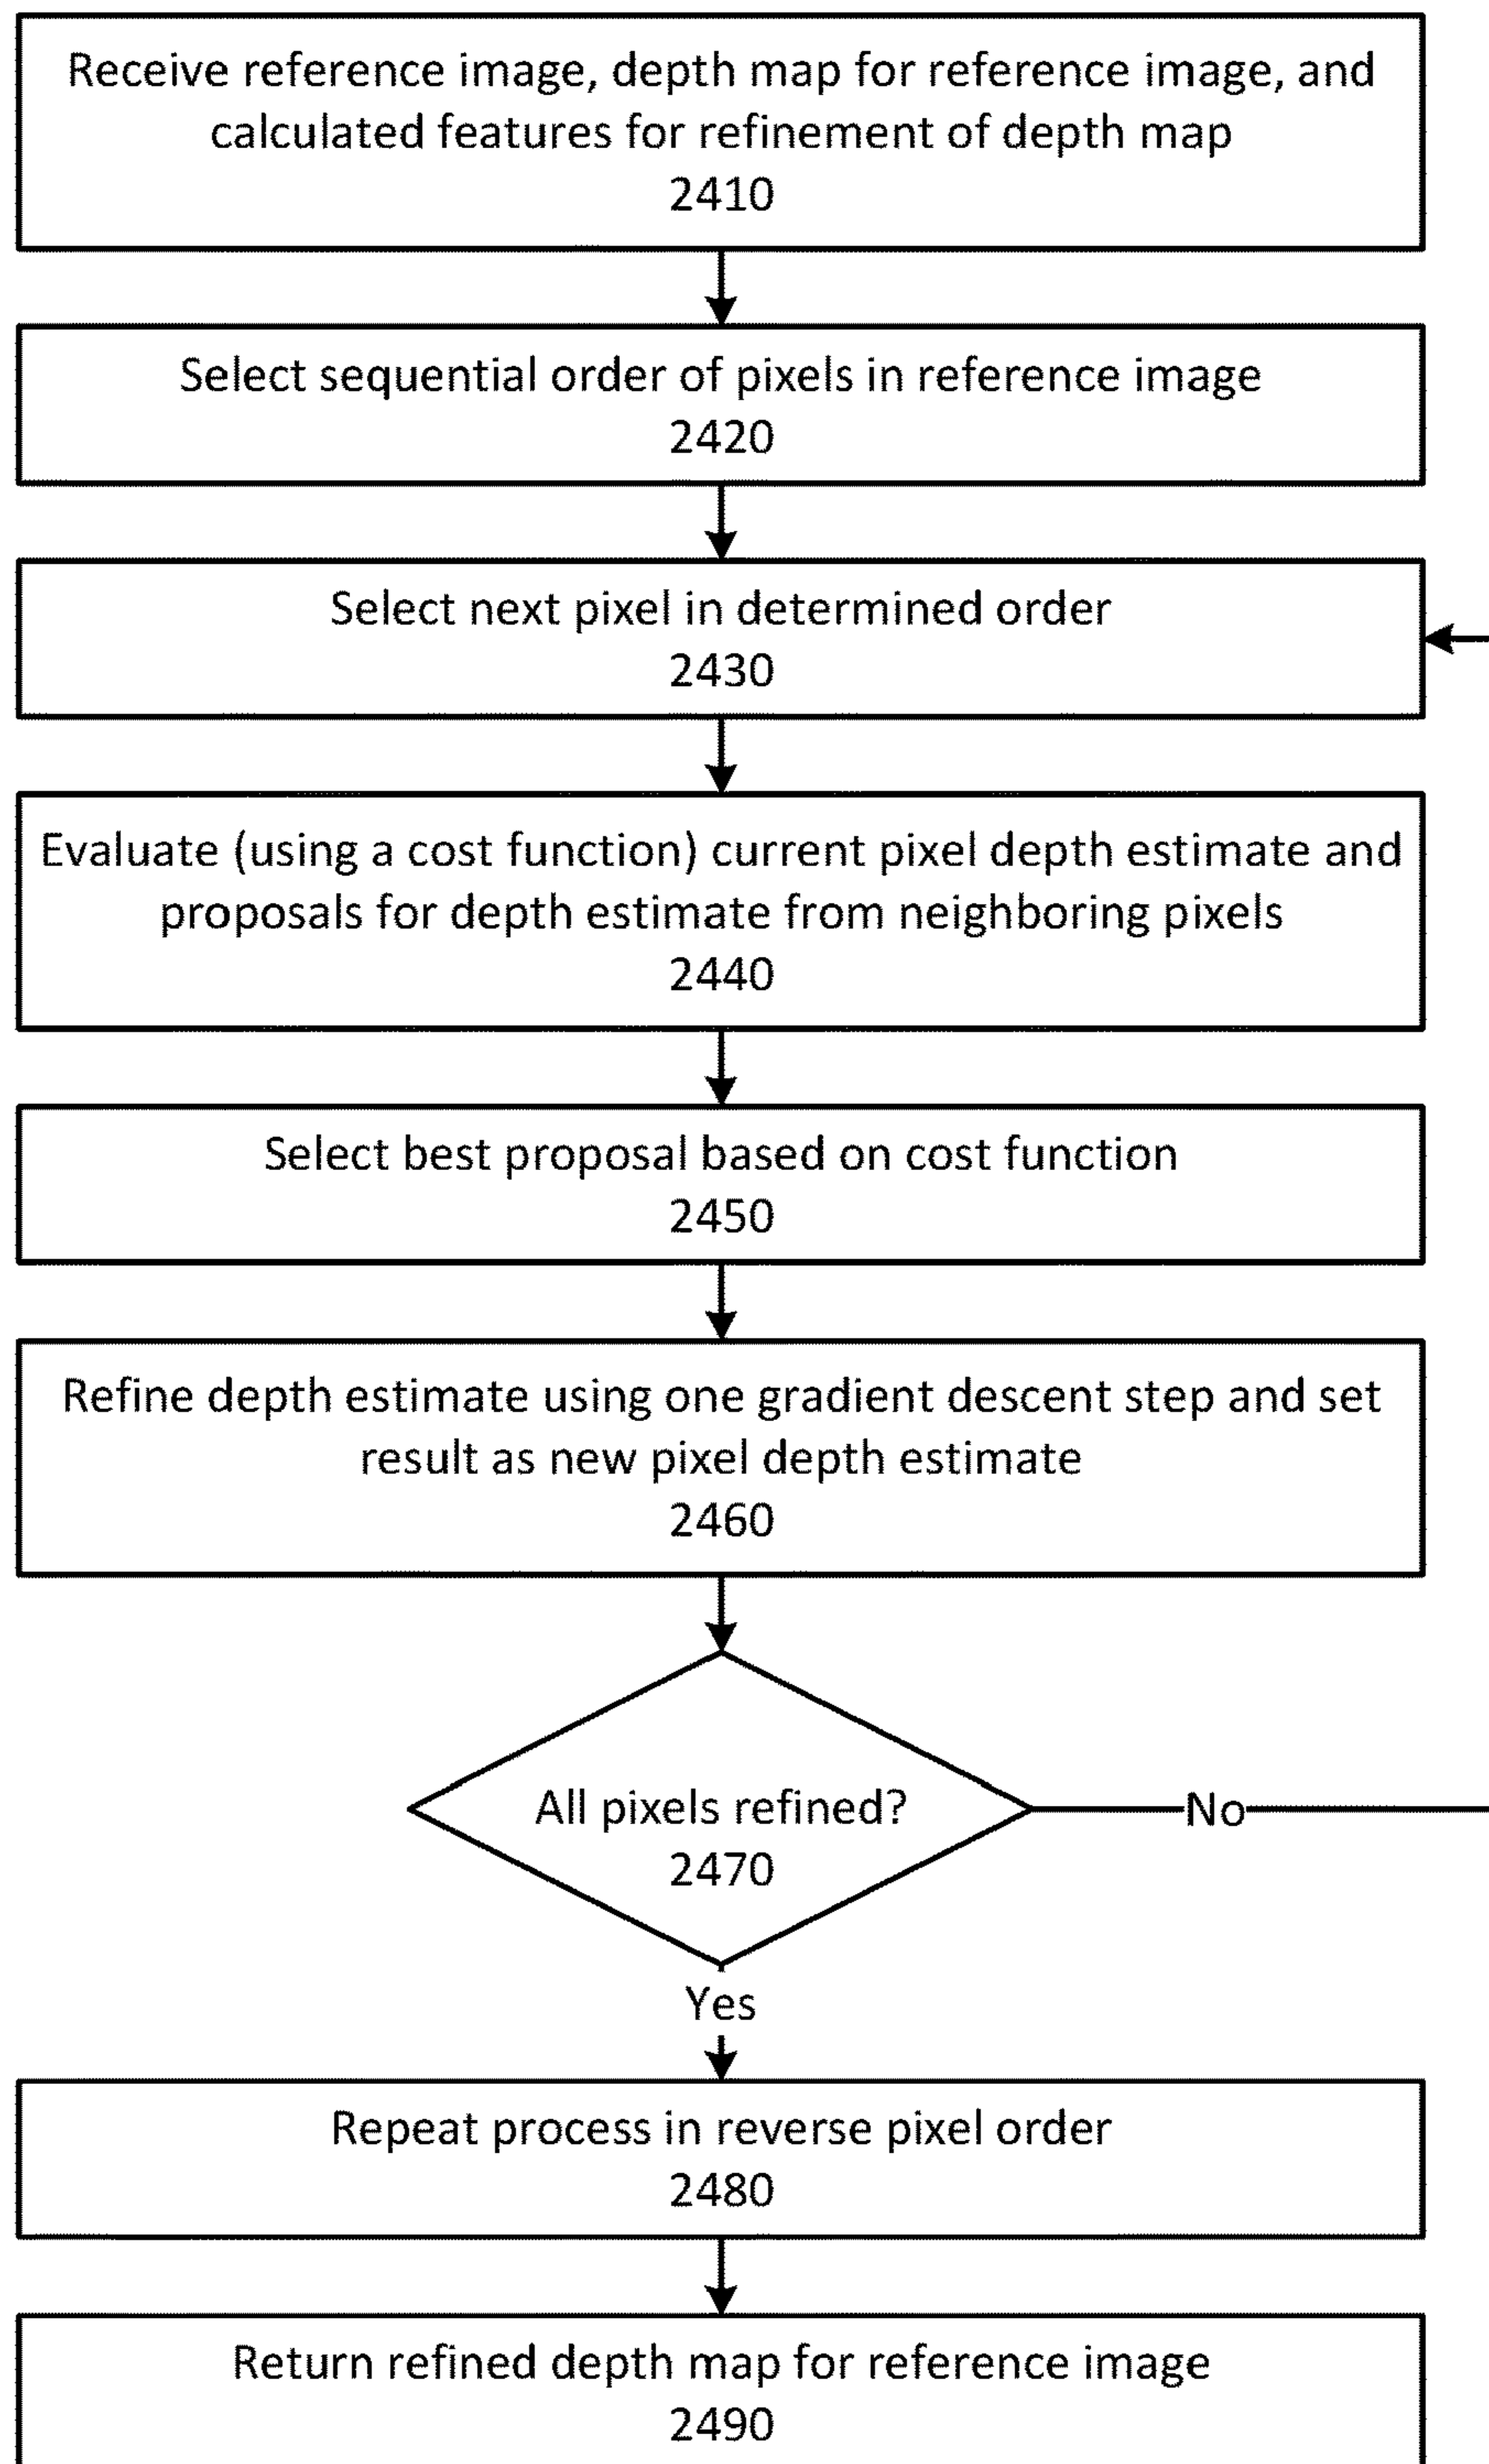 Receive reference image, depth map for reference image, and
calculated features for refinement of depth map
2410
Select sequential order of pixels in reference image
2420
Select next pixel in determined order
2430
Evaluate (using a cost function) current pixel depth estimate and
proposals for depth estimate from neighboring pixels
2440
Select best proposal based on cost function
2450
Refine depth estimate using one gradient descent step and set
result as new pixel depth estimate
2460
All pixels refined?
2470
No
Yes
Repeat process in reverse pixel order
2480
Return refined depth map for reference image
2490